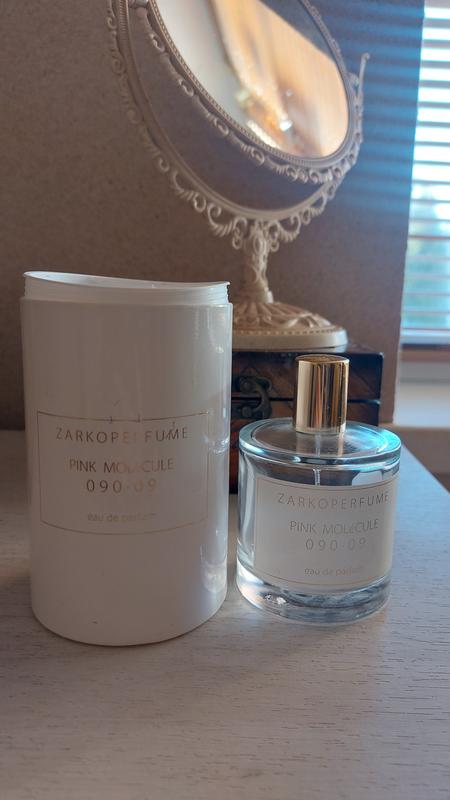 ZARKOPERFUME
PINK MOLéCULE
090·09
eau de parfum
ZARKOPERFUME
PINK MOLéCULE
090·09
eau de parfum